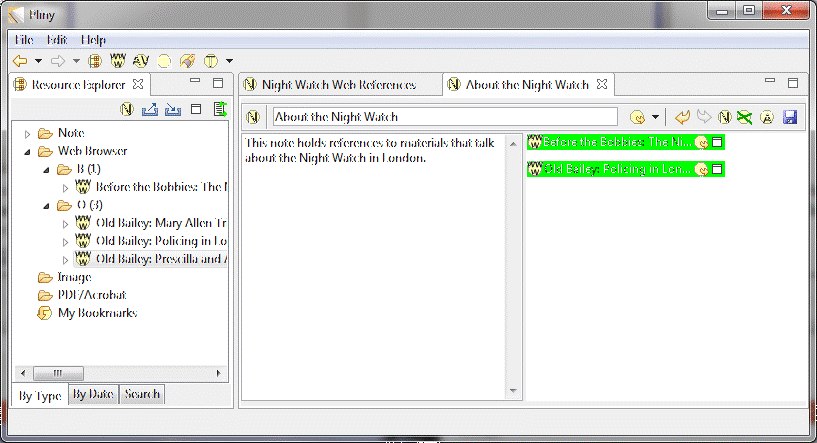 Pliny
File Edit Help
Resource Explorer
Night Watch Web References
About the Night Watch
About the Night Watch
Note
Web Browser
B (1)
Before the Bobbies: The N
O (3)
Old Bailey: Mary Allen Tr
Old Bailey: Policing in Lo
Old Bailey: Prescilla and A
Image
PDF/Acrobat
My Bookmarks
By Type By Date Search
This note holds references to materials that talk
about the Night Watch in London.
Before the Bobbies: The Ni...
Old Bailey: Policing in Lon...